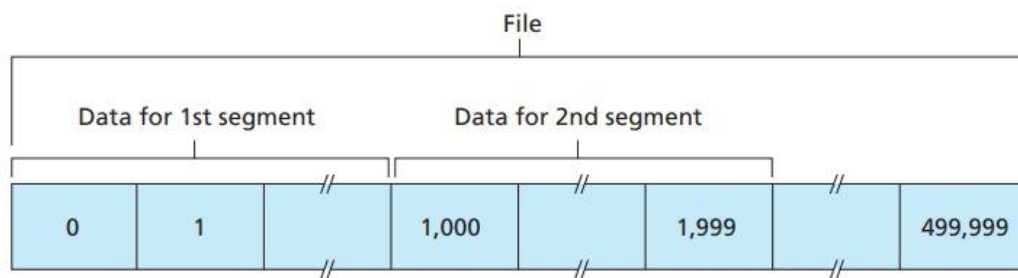 File
Data for 1st segment Data for 2nd segment
0 1 1,000 1,999 499,999